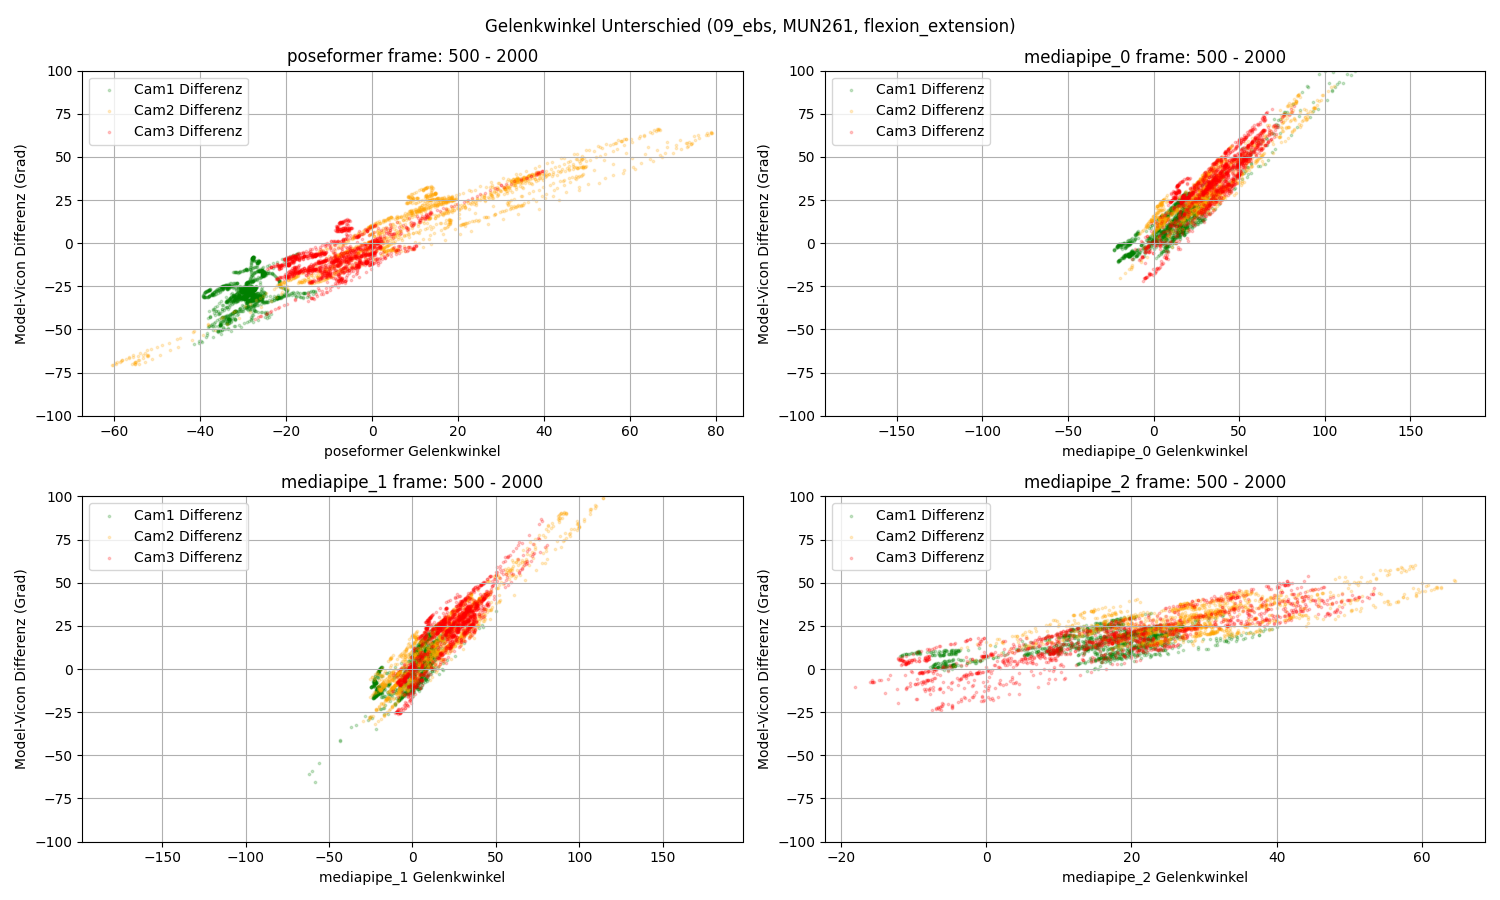 Gelenkwinkel Unterschied (09_ebs, MUN261, flexion_extension)
poseformer frame: 500 - 2000
100
75
50
25
0
−25
−50
−75
−100
Model-Vicon Differenz (Grad)
Cam1 Differenz
Cam2 Differenz
Cam3 Differenz
−60 −40 −20 0 20 40 60 80
poseformer Gelenkwinkel
mediapipe_0 frame: 500 - 2000
100
75
50
25
0
−25
−50
−75
−100
Model-Vicon Differenz (Grad)
Cam1 Differenz
Cam2 Differenz
Cam3 Differenz
−150 −100 −50 0 50 100 150
mediapipe_0 Gelenkwinkel
mediapipe_1 frame: 500 - 2000
100
75
50
25
0
−25
−50
−75
−100
Model-Vicon Differenz (Grad)
Cam1 Differenz
Cam2 Differenz
Cam3 Differenz
−150 −100 −50 0 50 100 150
mediapipe_1 Gelenkwinkel
mediapipe_2 frame: 500 - 2000
100
75
50
25
0
−25
−50
−75
−100
Model-Vicon Differenz (Grad)
Cam1 Differenz
Cam2 Differenz
Cam3 Differenz
−20 0 20 40 60
mediapipe_2 Gelenkwinkel